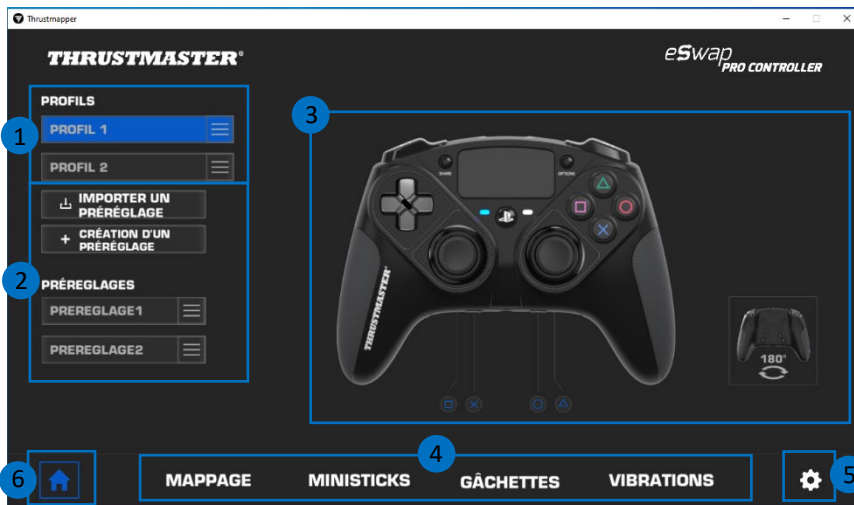 Thrustmapper
THRUSTMASTER®
eSwap
PRO CONTROLLER
PROFILS
1
PROFIL 1
PROFIL 2
IMPORTER UN
PRÉRÉGLAGE
+ CRÉATION D'UN
PRÉRÉGLAGE
2
PRÉREGLAGES
PREREGLAGE1
PREREGLAGE2
3
SHARE
OPTIONS
THRUSTMASTER®
180°
4
6
MAPPAGE
MINISTICKS
GÂCHETTES
VIBRATIONS
5